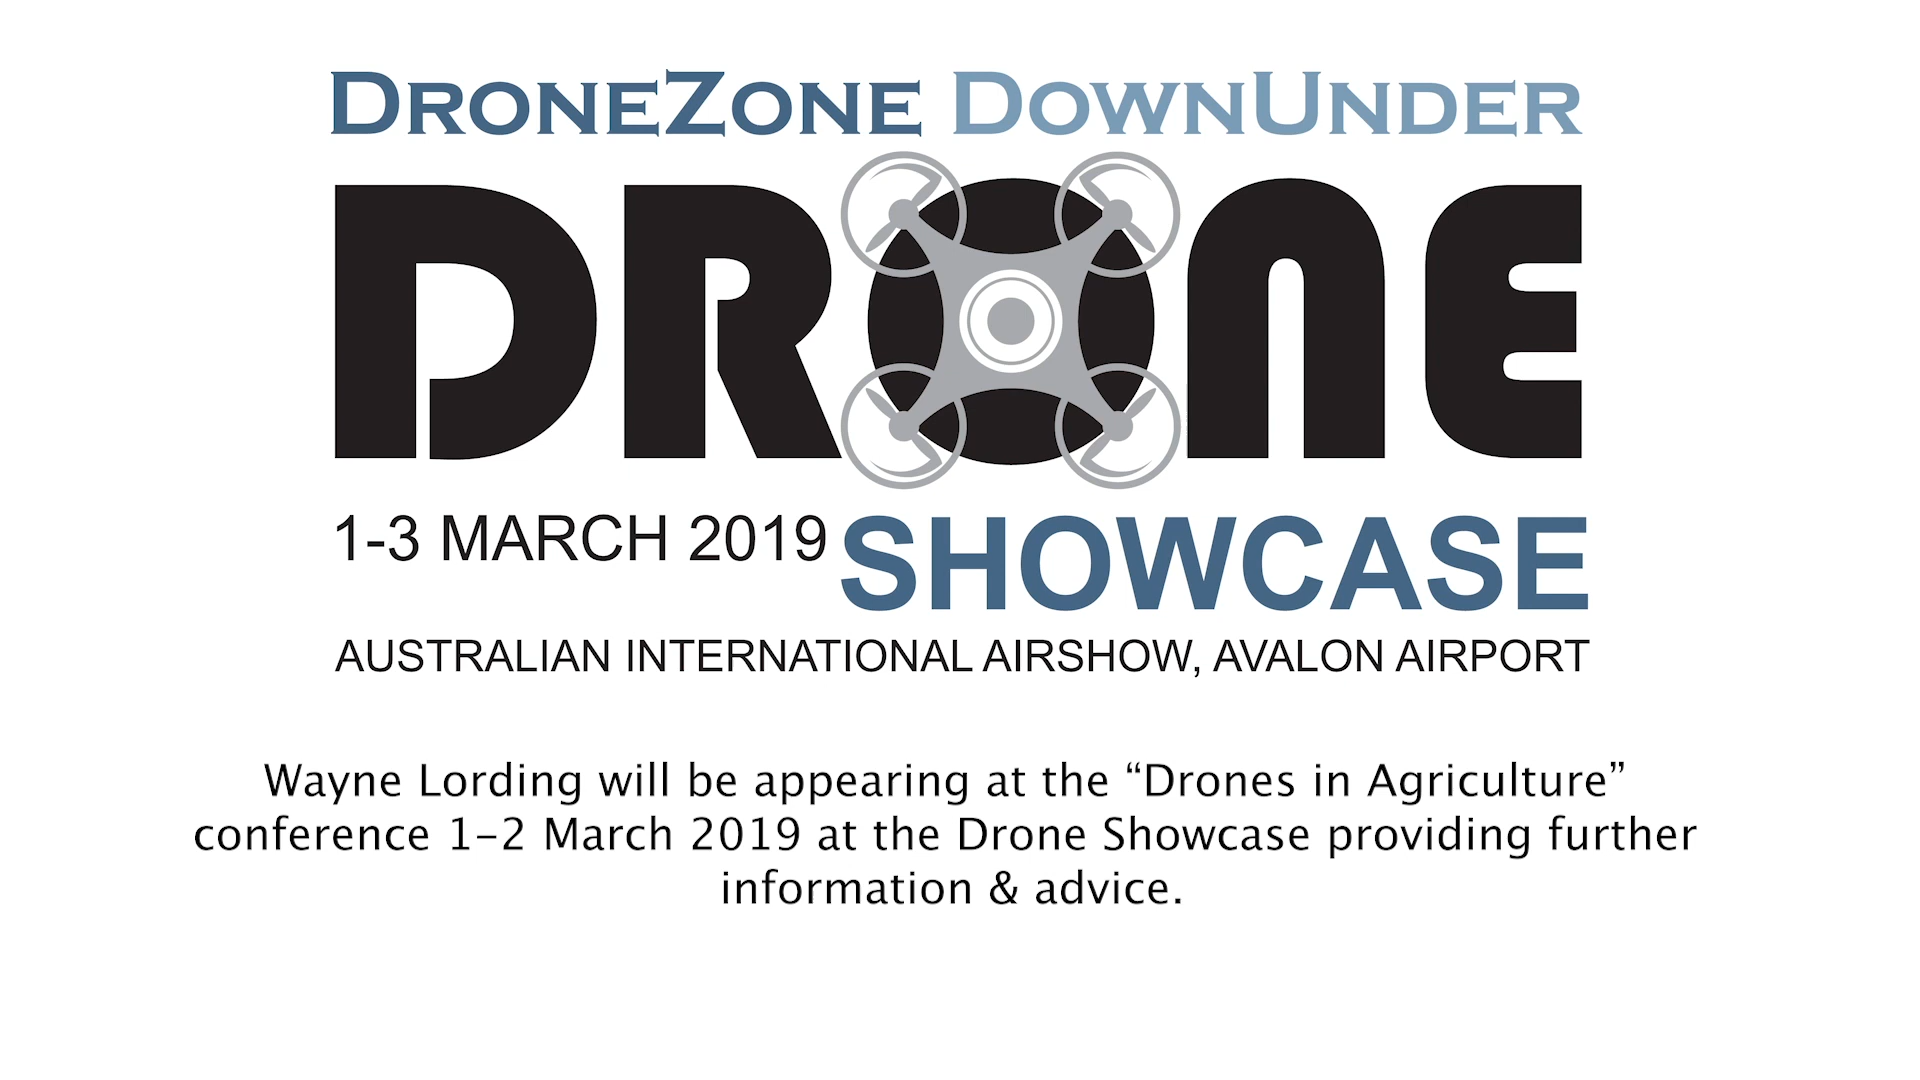 DRONEZONE DOWNUNDER
DRONE
1-3 MARCH 2019 SHOWCASE
AUSTRALIAN INTERNATIONAL AIRSHOW, AVALON AIRPORT
Wayne Lording will be appearing at the “Drones in Agriculture”
conference 1–2 March 2019 at the Drone Showcase providing further
information & advice.